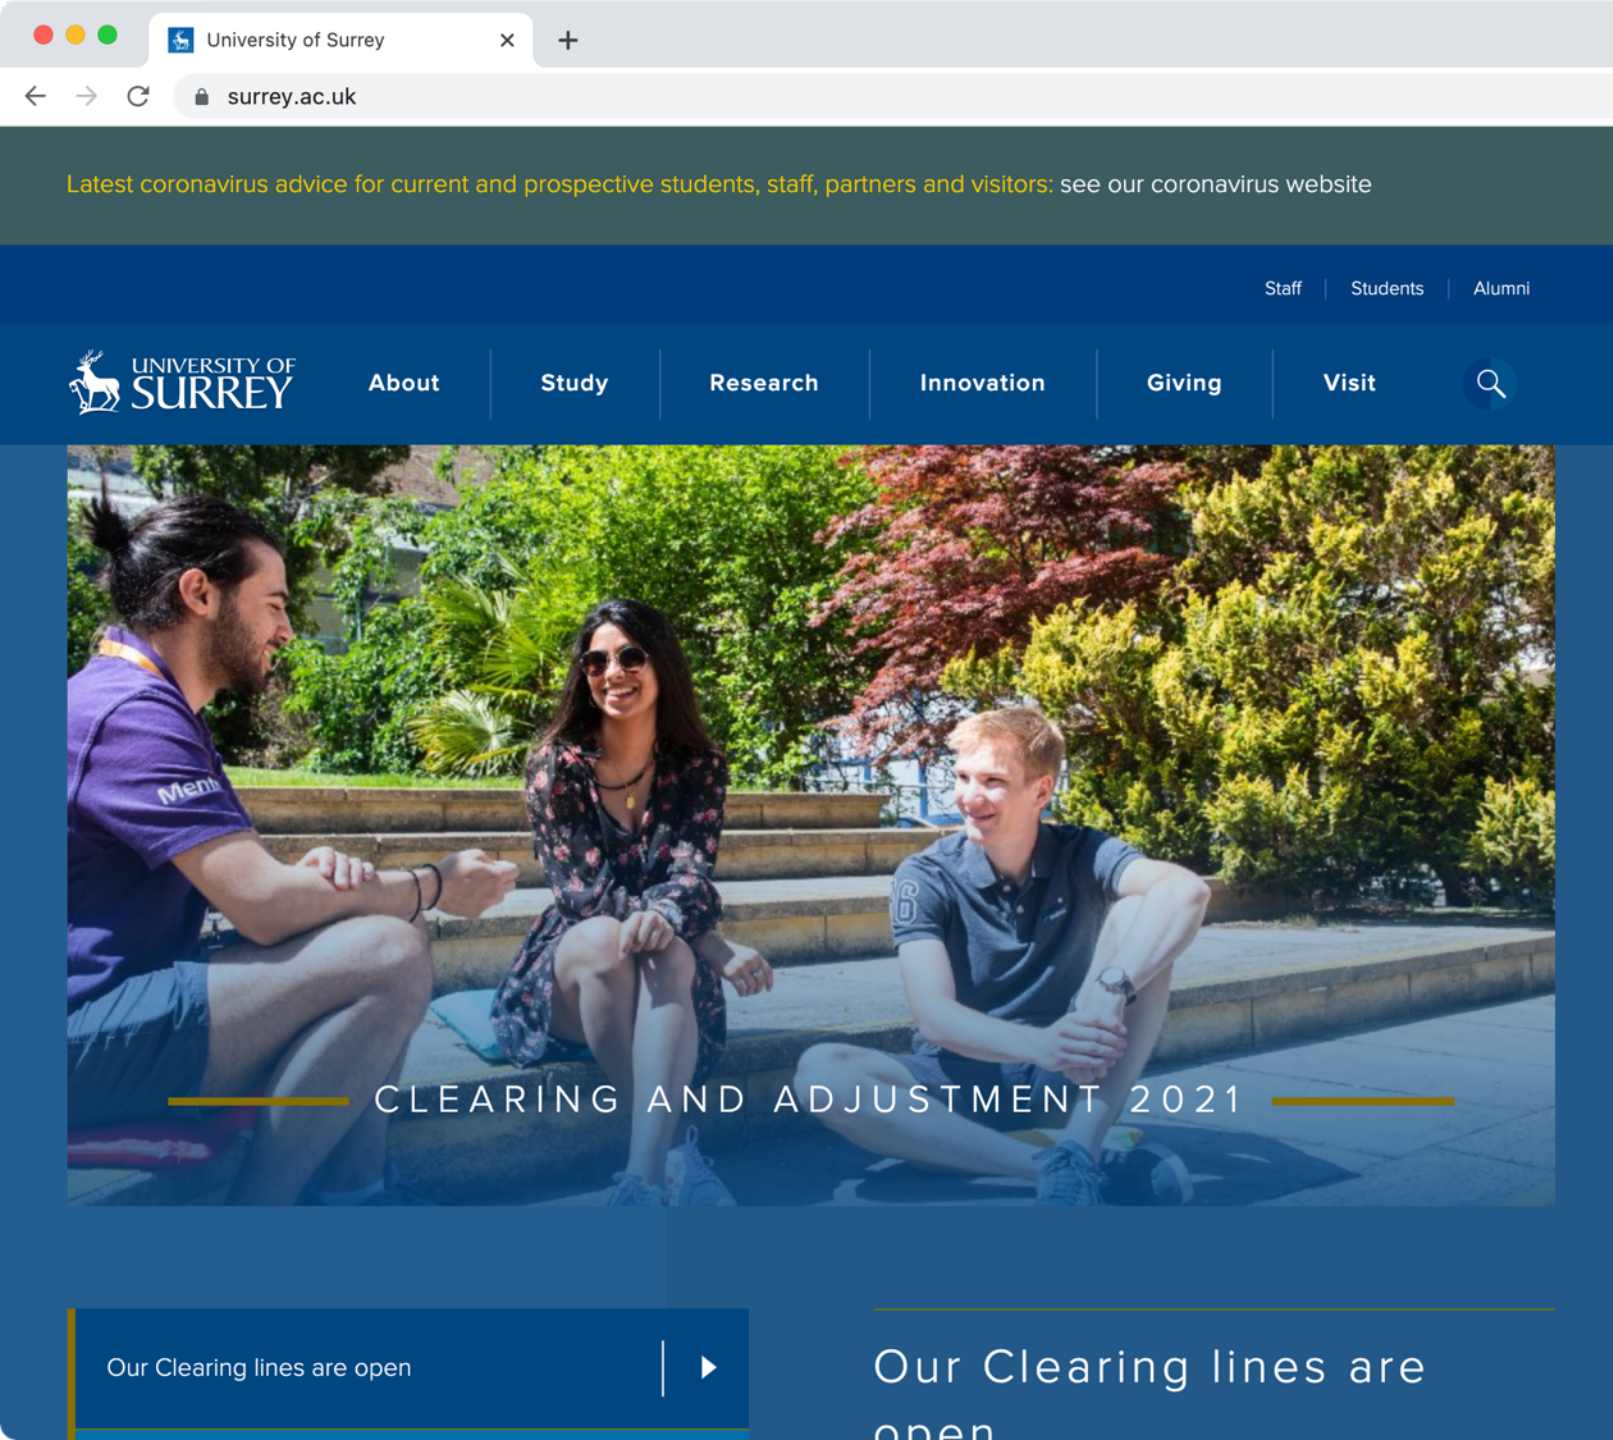 University of Surrey
surrey.ac.uk
Latest coronavirus advice for current and prospective students, staff, partners and visitors: see our coronavirus website
Staff
Students
Alumni
UNIVERSITY OF
SURREY
About
Study
Research
Innovation
Giving
Visit
16
CLEARING AND ADJUSTMENT 2021
Our Clearing lines are open
Our Clearing lines are
open